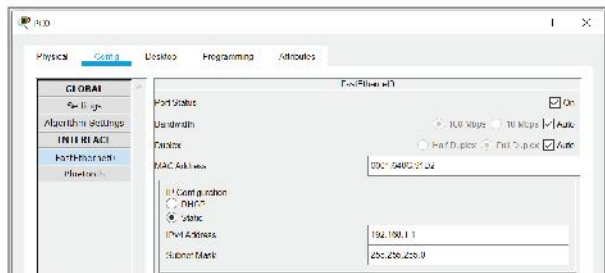 PC0
Physical Config Desktop Programming Attributes
GLOBAL
Settings
Algorithm Settings
INTERFACE
FastEthernet0
Bluetooth
FastEthernet0
Port Status On
Bandwidth 100 Mbps 10 Mbps Auto
Duplex Half Duplex Full Duplex Auto
MAC Address
IP Configuration
DHCP
Static
IPv4 Address 192.168.1.1
Subnet Mask 255.255.255.0